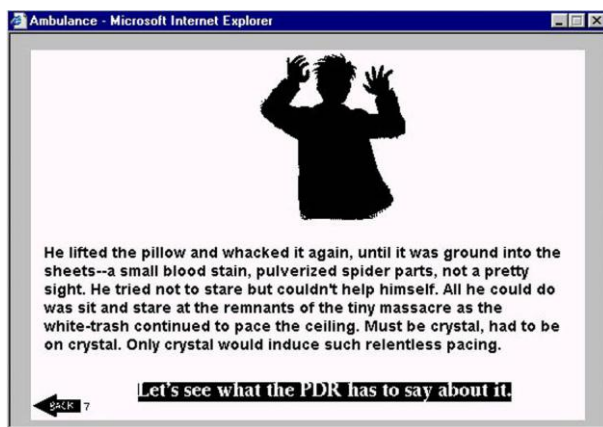 Ambulance - Microsoft Internet Explorer
He lifted the pillow and whacked it again, until it was ground into the
sheets--a small blood stain, pulverized spider parts, not a pretty
sight. He tried not to stare but couldn't help himself. All he could do
was sit and stare at the remnants of the tiny massacre as the
white-trash continued to pace the ceiling. Must be crystal, had to be
on crystal. Only crystal would induce such relentless pacing.
Let's see what the PDR has to say about it.
BACK 7